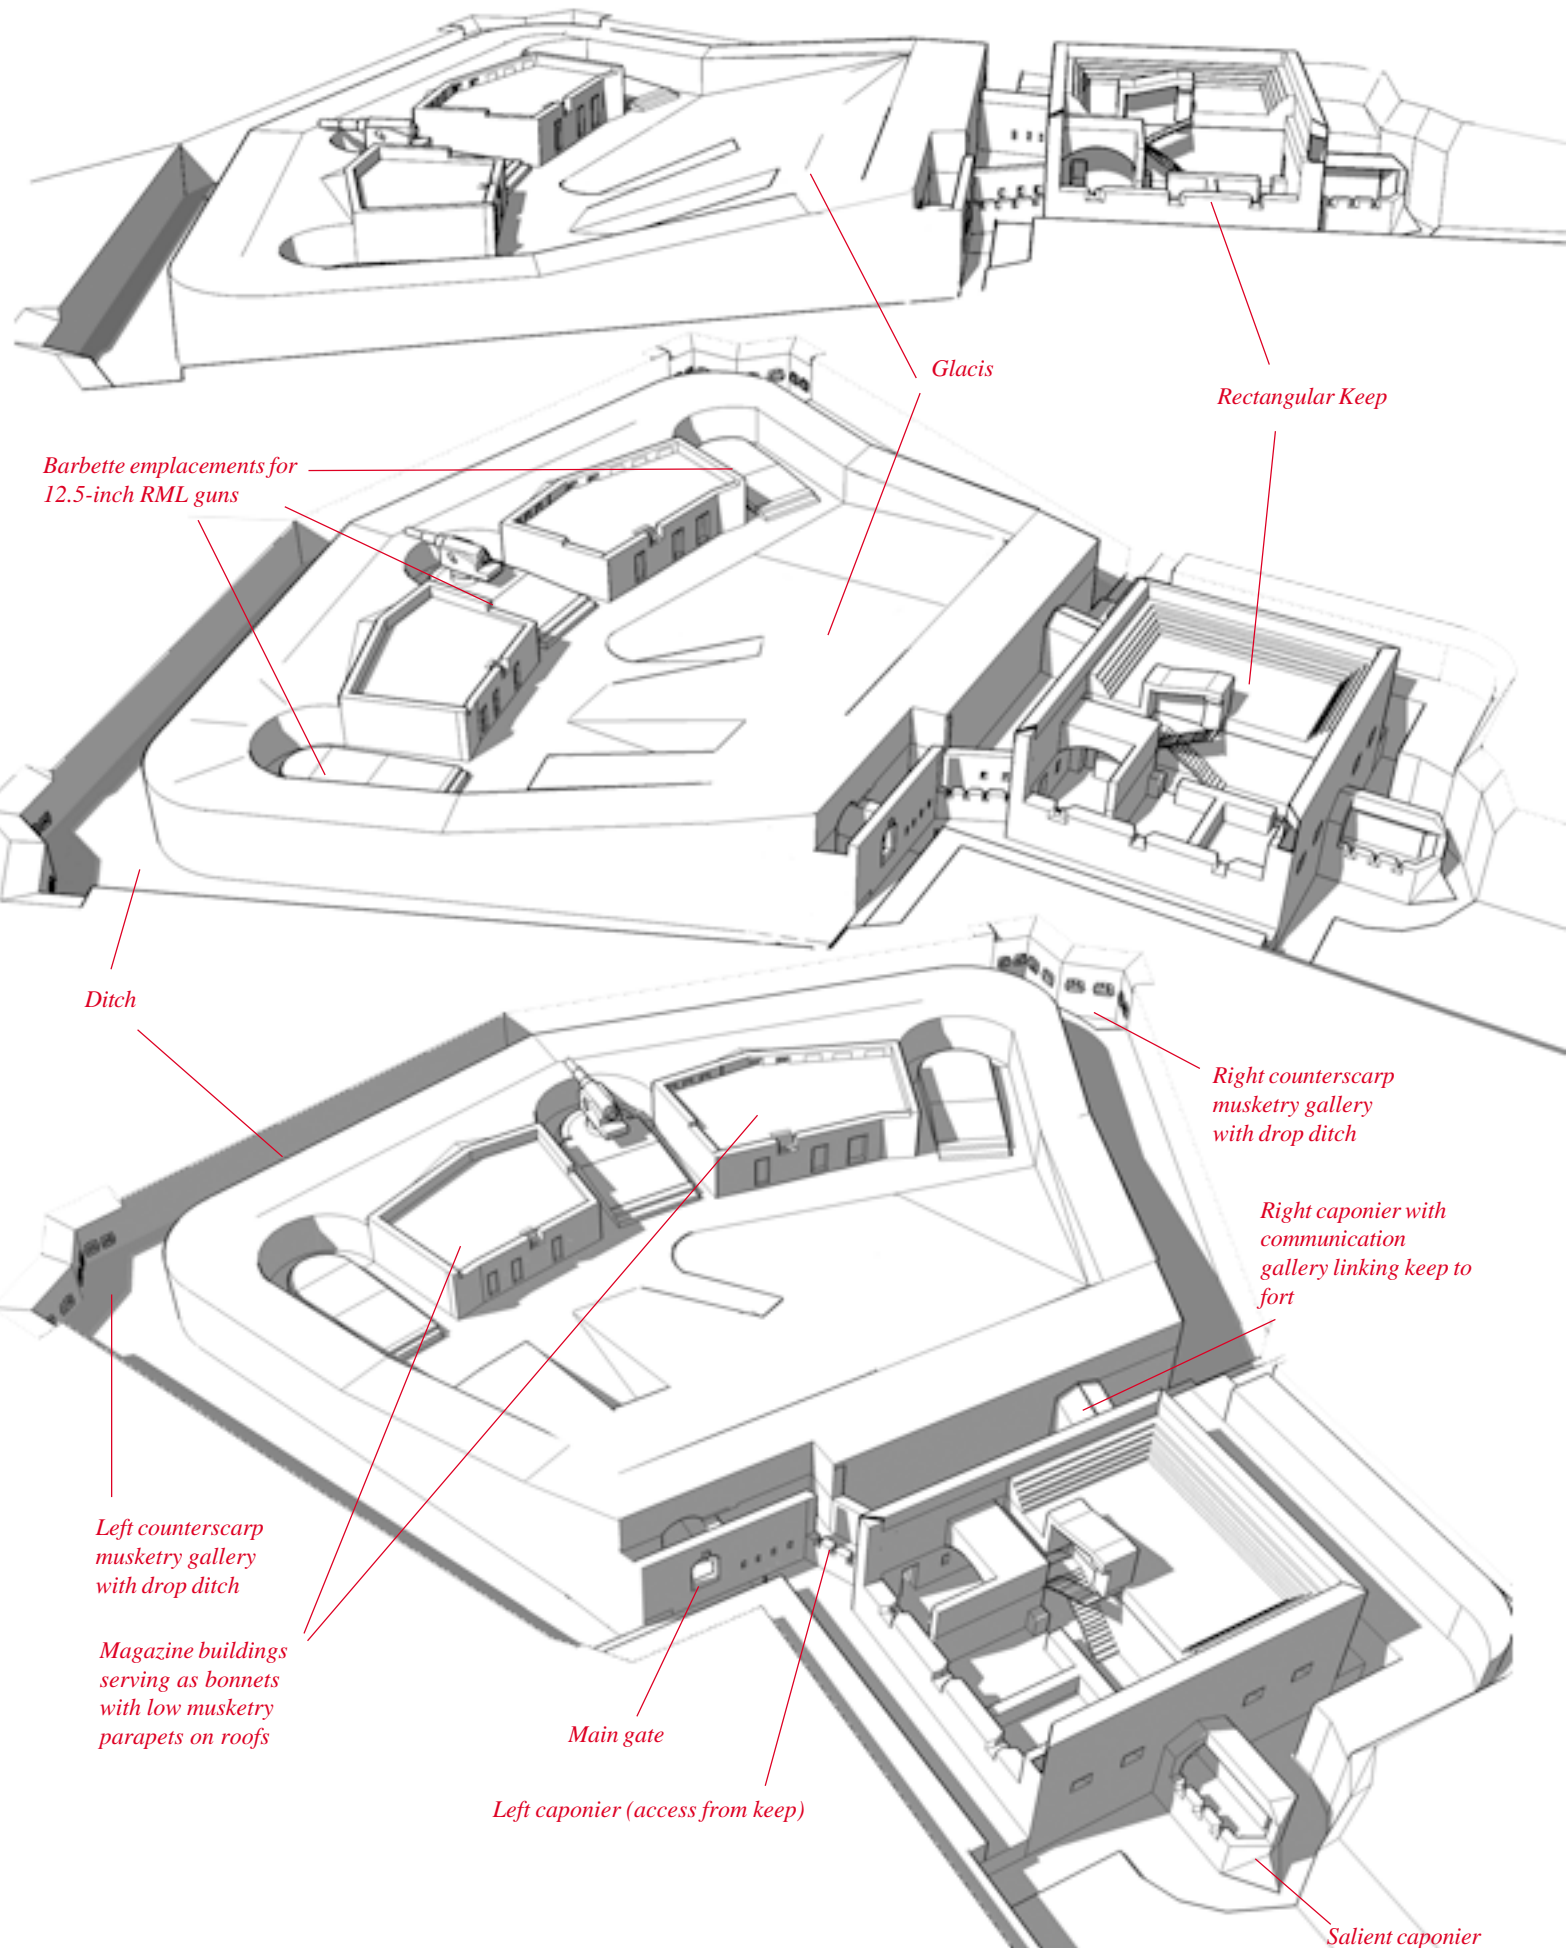 Glacis
Rectangular Keep
Barbette emplacements for
12.5-inch RML guns
Ditch
Right counterscarp
musketry gallery
with drop ditch
Right caponier with
communication
gallery linking keep to
fort
Left counterscarp
musketry gallery
with drop ditch
Magazine buildings
serving as bonnets
with low musketry
parapets on roofs
Main gate
Left caponier (access from keep)
Salient caponier